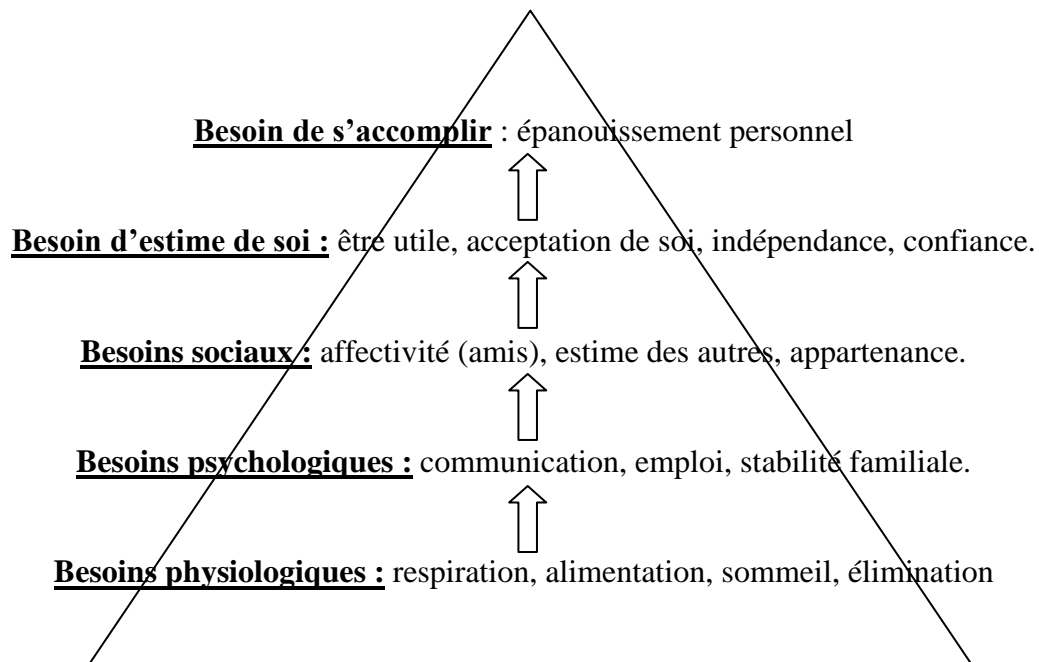 Besoin de s’accomplir : épanouissement personnel
Besoin d’estime de soi : être utile, acceptation de soi, indépendance, confiance.
Besoins sociaux : affectivité (amis), estime des autres, appartenance.
Besoins psychologiques : communication, emploi, stabilité familiale.
Besoins physiologiques : respiration, alimentation, sommeil, élimination